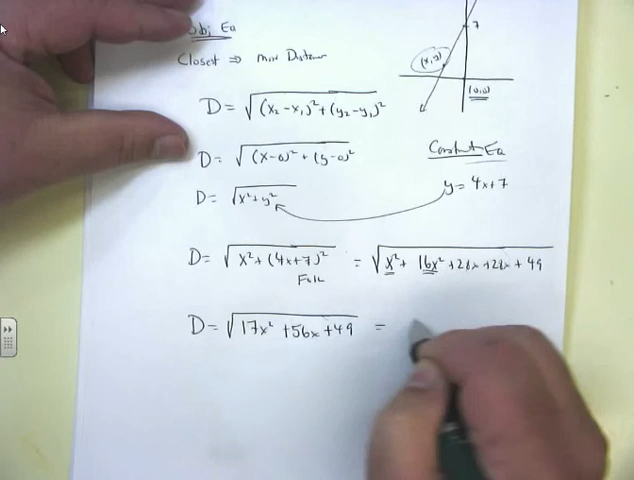 Obj. Eq
7
Closest ⇒ min Distance
(x,y)
(0,0)
D = √(x₂-x₁)²+(y₂-y₁)²
D = √(x-0)²+(y-0)²
Constraint Eq
D = √x²+y²
y = 4x+7
D = √x²+(4x+7)² = √x²+16x²+28x+28x+49
D = √17x²+56x+49 =